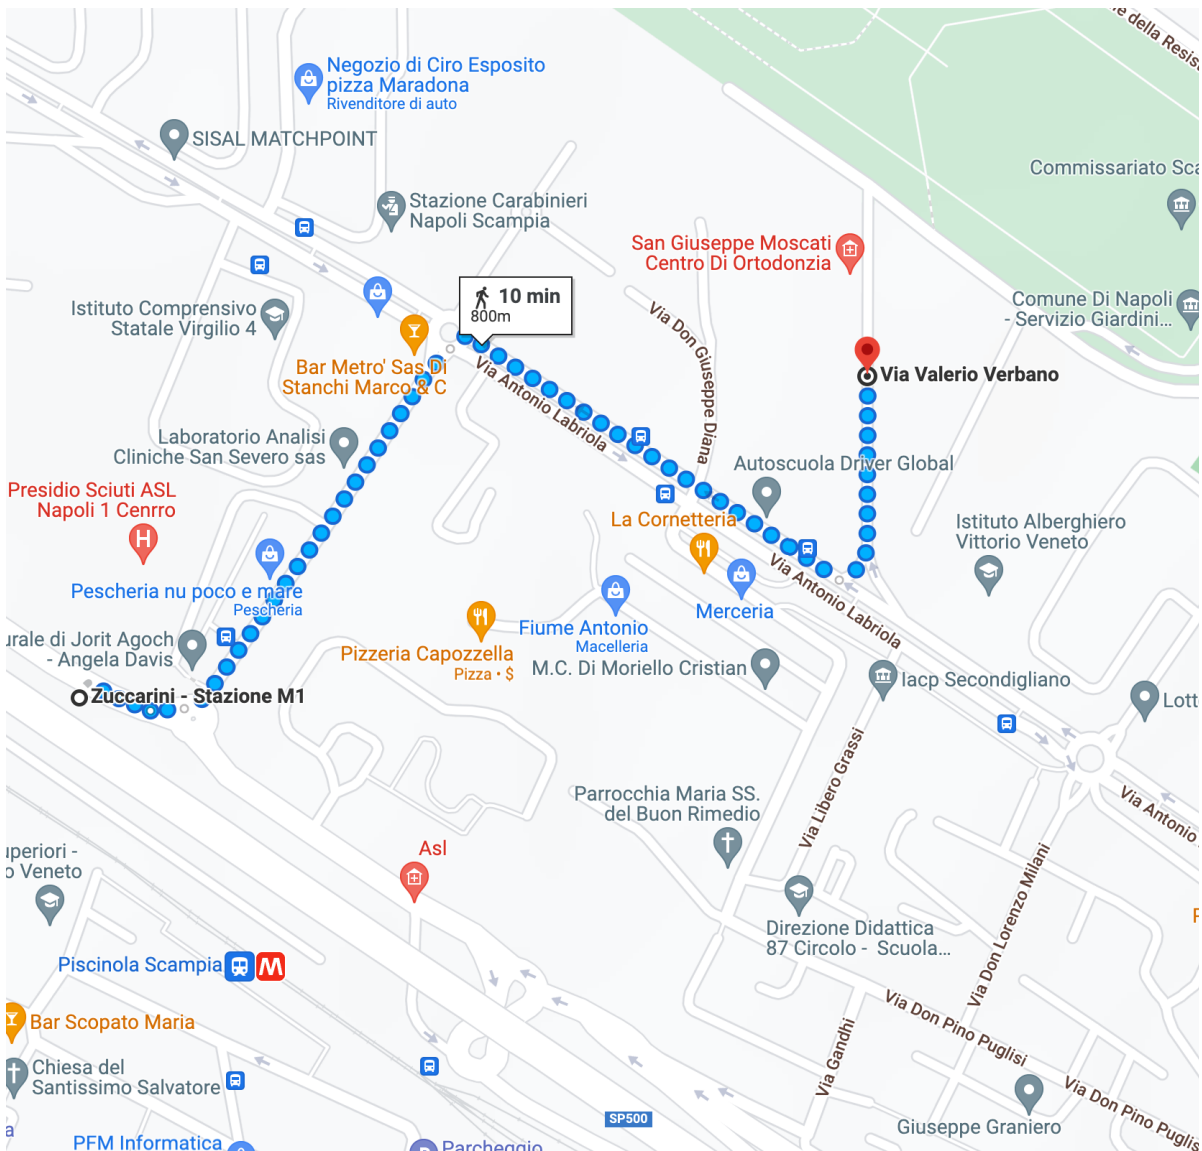 e della Resis
Negozio di Ciro Esposito
pizza Maradona
Rivenditore di auto
SISAL MATCHPOINT
Commissariato Sca
Stazione Carabinieri
Napoli Scampia
San Giuseppe Moscati
Centro Di Ortodonzia
10 min
800m
Comune Di Napoli
- Servizio Giardini...
Istituto Comprensivo
Statale Virgilio 4
Via Don Giuseppe Diana
Bar Metro' Sas Di
Stanchi Marco & C
Via Antonio Labriola
Via Valerio Verbano
Laboratorio Analisi
Cliniche San Severo sas
Autoscuola Driver Global
Presidio Sciuti ASL
Napoli 1 Cenrro
H
La Cornetteria
Istituto Alberghiero
Vittorio Veneto
Via Antonio Labriola
Pescheria nu poco e mare
Pescheria
Merceria
Fiume Antonio
Macelleria
urale di Jorit Agoch
- Angela Davis
Pizzeria Capozzella
Pizza • $
M.C. Di Moriello Cristian
Iacp Secondigliano
Zuccarini - Stazione M1
Lott
Via Libero Grassi
Via Antonio
Parrocchia Maria SS.
del Buon Rimedio
Asl
uperiori -
o Veneto
Via Don Lorenzo Milani
Direzione Didattica
87 Circolo - Scuola...
Piscinola Scampia
M
Via Don Pino Puglisi
Bar Scopato Maria
Via Gandhi
Chiesa del
Santissimo Salvatore
Via Don Pino Puglis
SP500
Giuseppe Graniero
a
PFM Informatica
Parcheggio